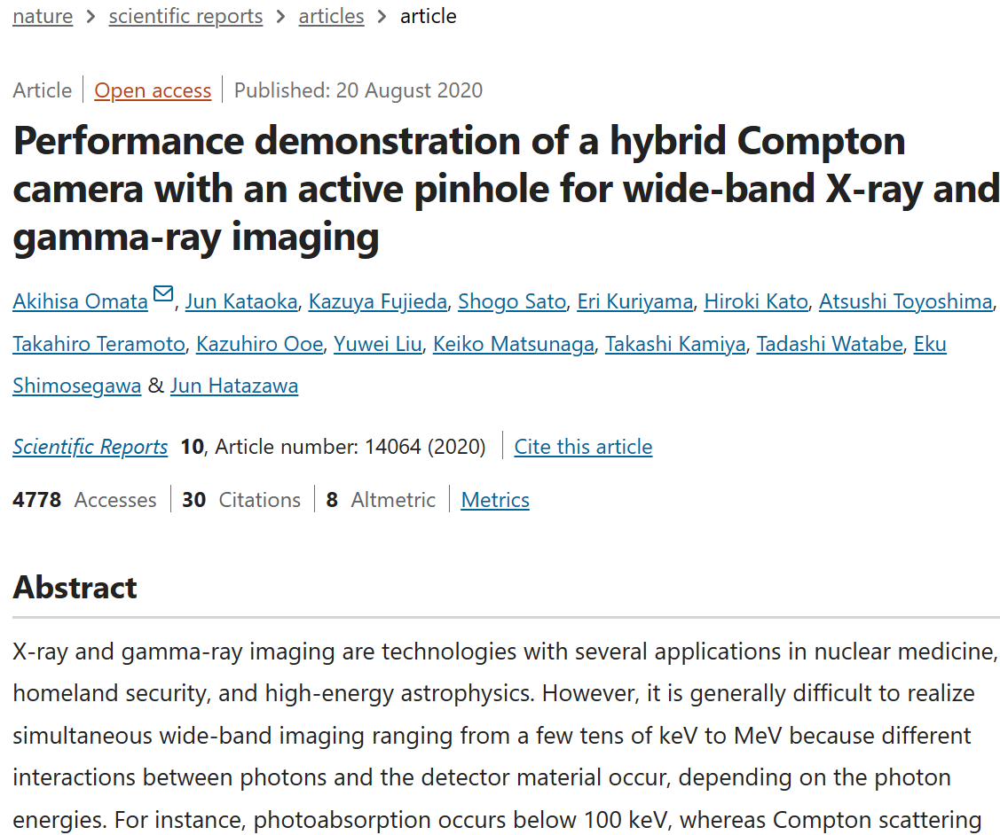 nature > scientific reports > articles > article
Article | Open access | Published: 20 August 2020
Performance demonstration of a hybrid Compton
camera with an active pinhole for wide-band X-ray and
gamma-ray imaging
Akihisa Omata, Jun Kataoka, Kazuya Fujieda, Shogo Sato, Eri Kuriyama, Hiroki Kato, Atsushi Toyoshima,
Takahiro Teramoto, Kazuhiro Ooe, Yuwei Liu, Keiko Matsunaga, Takashi Kamiya, Tadashi Watabe, Eku
Shimosegawa & Jun Hatazawa
Scientific Reports 10, Article number: 14064 (2020) | Cite this article
4778 Accesses | 30 Citations | 8 Altmetric | Metrics
Abstract
X-ray and gamma-ray imaging are technologies with several applications in nuclear medicine,
homeland security, and high-energy astrophysics. However, it is generally difficult to realize
simultaneous wide-band imaging ranging from a few tens of keV to MeV because different
interactions between photons and the detector material occur, depending on the photon
energies. For instance, photoabsorption occurs below 100 keV, whereas Compton scattering